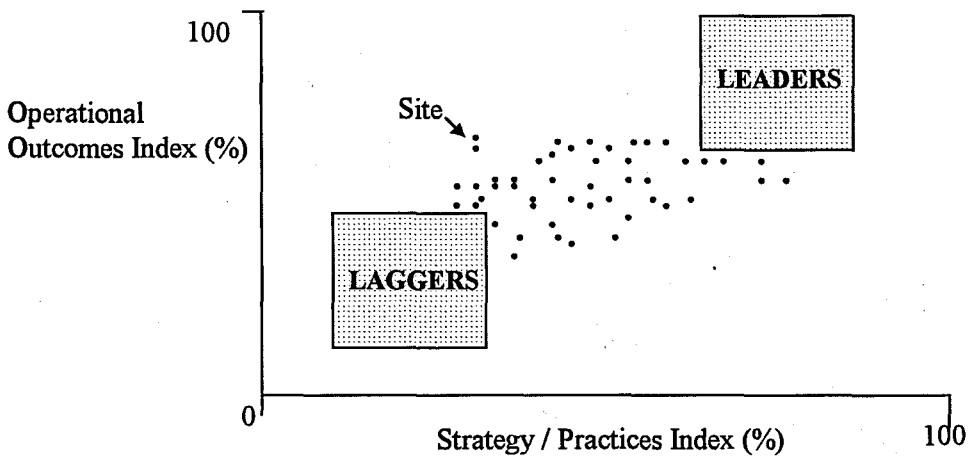 100
LEADERS
Operational
Outcomes Index (%)
Site
LAGGERS
0
Strategy / Practices Index (%)
100